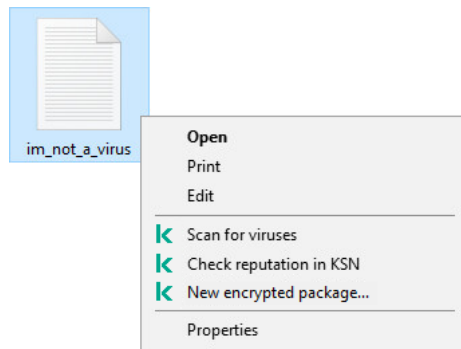 im_not_a_virus
Open
Print
Edit
Scan for viruses
Check reputation in KSN
New encrypted package...
Properties